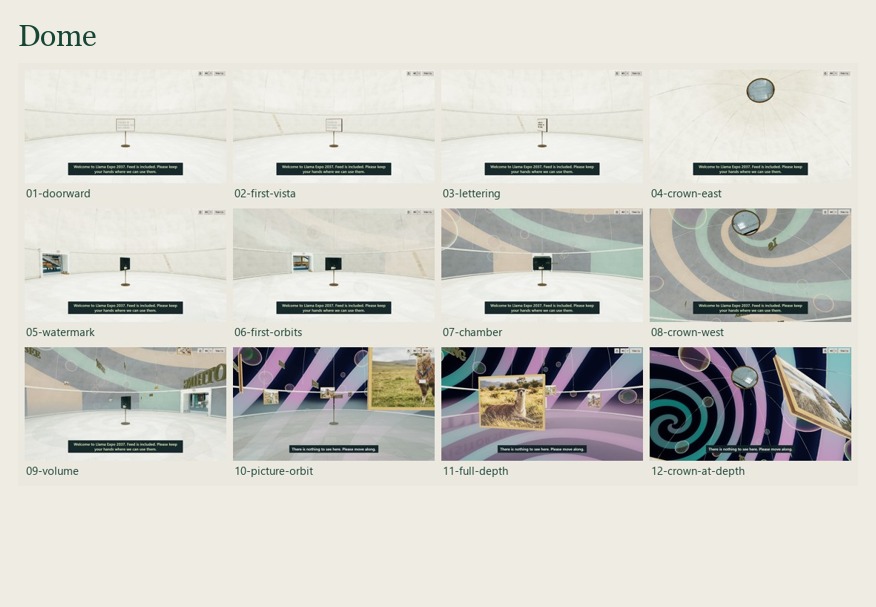 Dome
Welcome to Llama Expo 2007. Feed is included. Please keep
your hands where we can use them.
Welcome to Llama Expo 2007. Feed is included. Please keep
your hands where we can use them.
Welcome to Llama Expo 2007. Feed is included. Please keep
your hands where we can use them.
Welcome to Llama Expo 2007. Feed is included. Please keep
your hands where we can use them.
01-doorward
02-first-vista
03-lettering
04-crown-east
Welcome to Llama Expo 2007. Feed is included. Please keep
your hands where we can use them.
Welcome to Llama Expo 2007. Feed is included. Please keep
your hands where we can use them.
Welcome to Llama Expo 2007. Feed is included. Please keep
your hands where we can use them.
Welcome to Llama Expo 2007. Feed is included. Please keep
your hands where we can use them.
05-watermark
06-first-orbits
07-chamber
08-crown-west
Welcome to Llama Expo 2007. Feed is included. Please keep
your hands where we can use them.
There is nothing to see here. Please move along.
There is nothing to see here. Please move along.
There is nothing to see here. Please move along.
09-volume
10-picture-orbit
11-full-depth
12-crown-at-depth